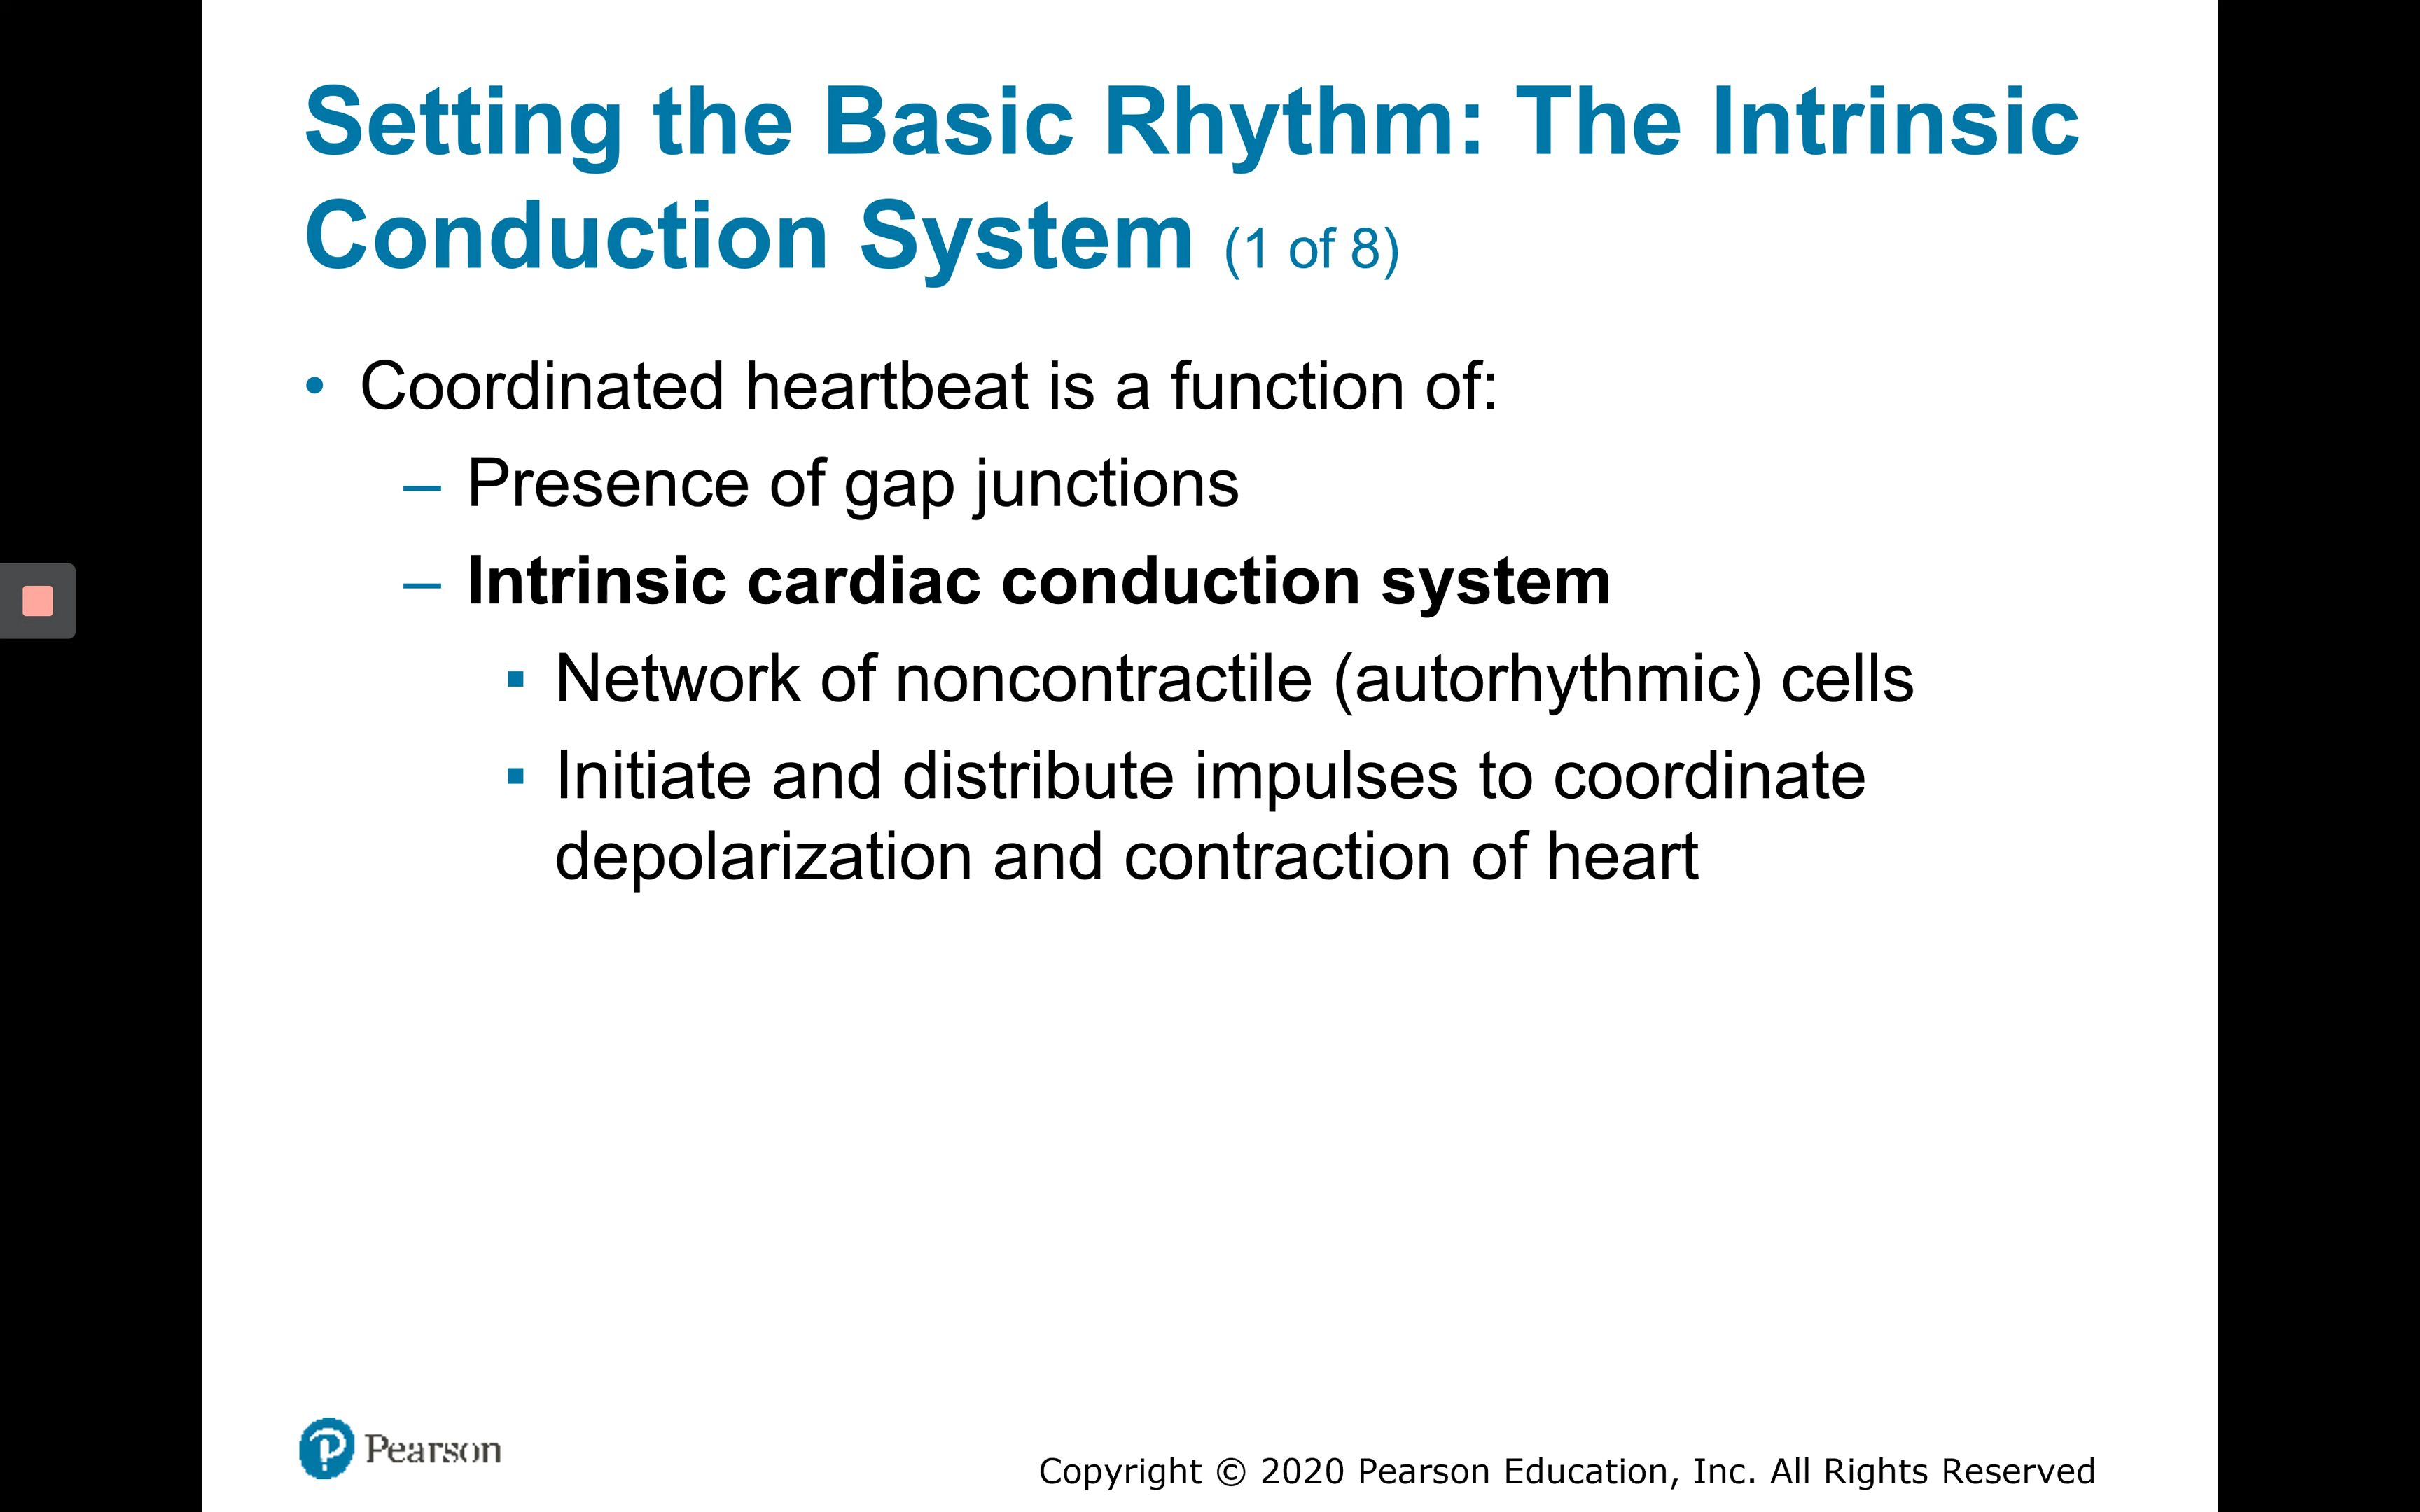 Setting the Basic Rhythm: The Intrinsic
Conduction System (1 of 8)
• Coordinated heartbeat is a function of:
– Presence of gap junctions
– Intrinsic cardiac conduction system
▪ Network of noncontractile (autorhythmic) cells
▪ Initiate and distribute impulses to coordinate
depolarization and contraction of heart
Pearson
Copyright © 2020 Pearson Education, Inc. All Rights Reserved